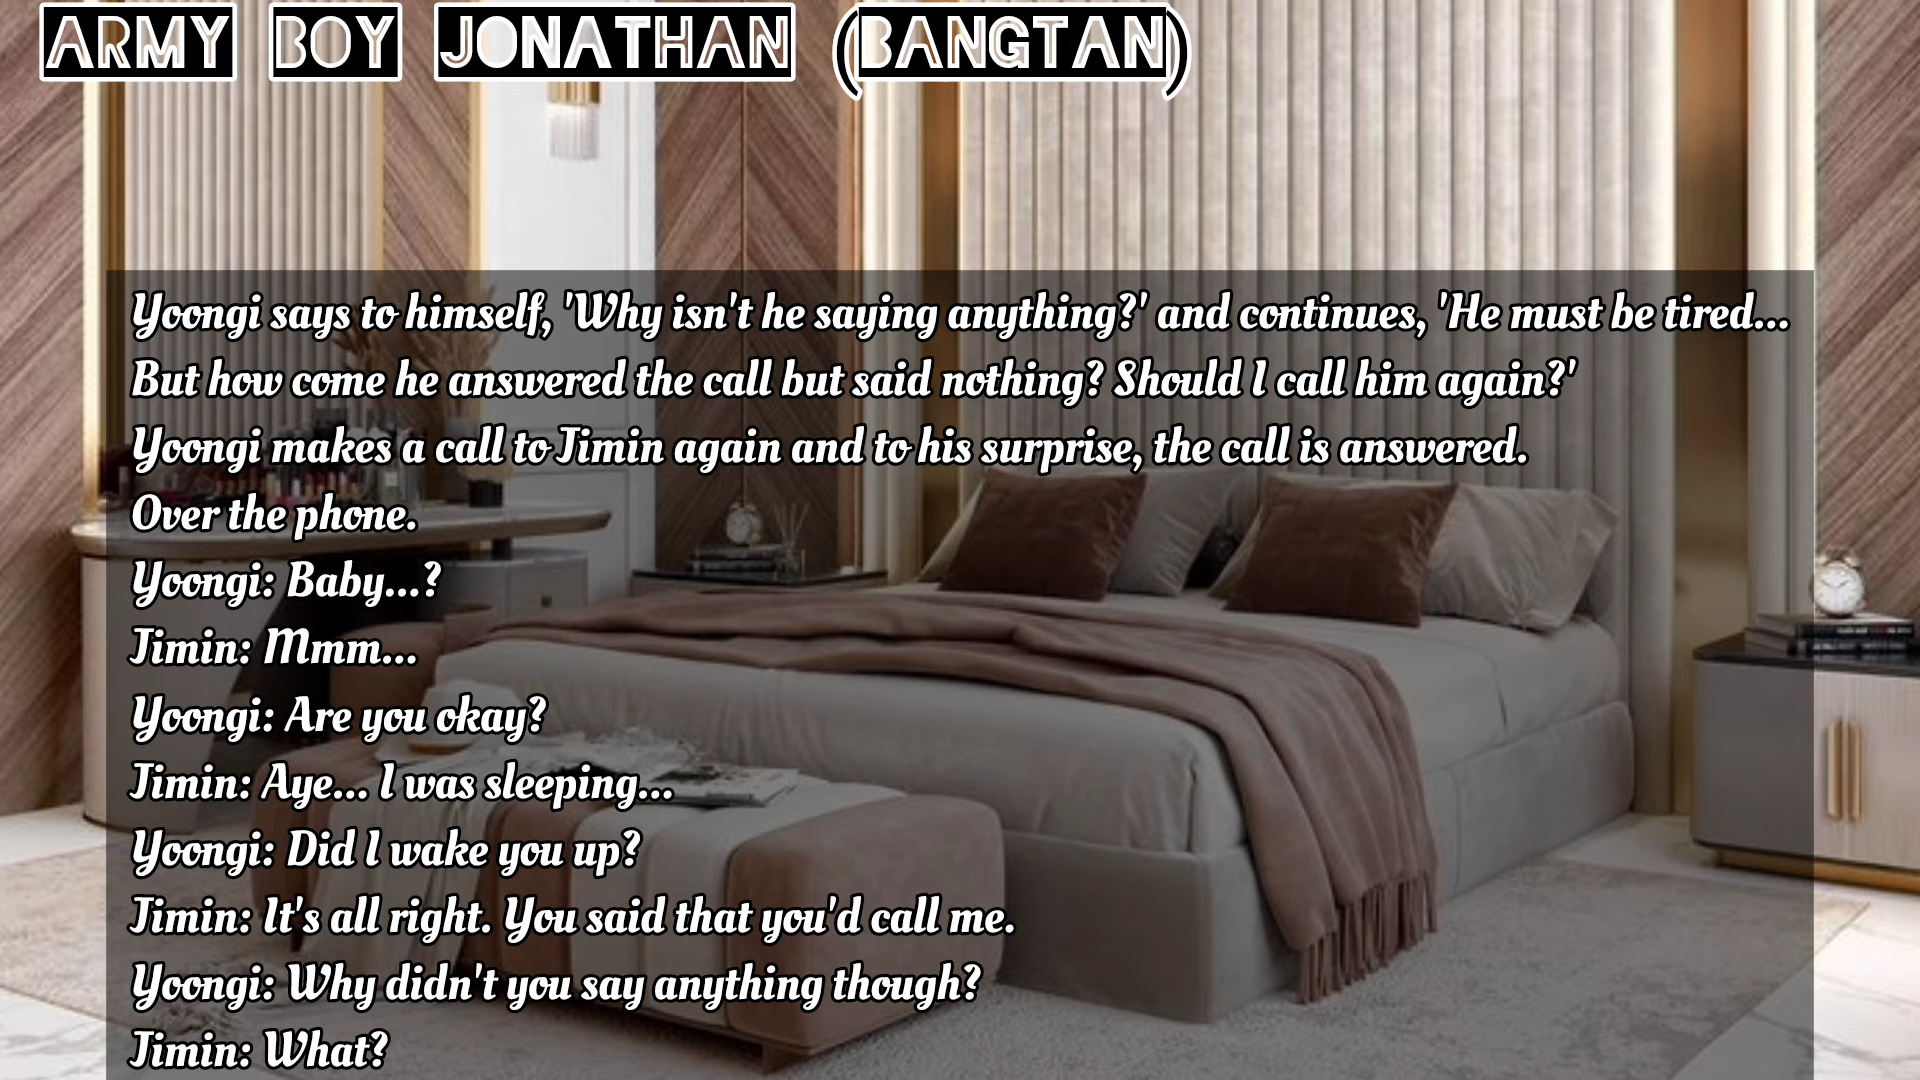 ARMY BOY JONATHAN (BANGTAN)
Yoongi says to himself, 'Why isn't he saying anything?' and continues, 'He must be tired...
But how come he answered the call but said nothing? Should I call him again?'
Yoongi makes a call to Jimin again and to his surprise, the call is answered.
Over the phone.
Yoongi: Baby...?
Jimin: Mmm...
Yoongi: Are you okay?
Jimin: Aye... I was sleeping...
Yoongi: Did I wake you up?
Jimin: It's all right. You said that you'd call me.
Yoongi: Why didn't you say anything though?
Jimin: What?